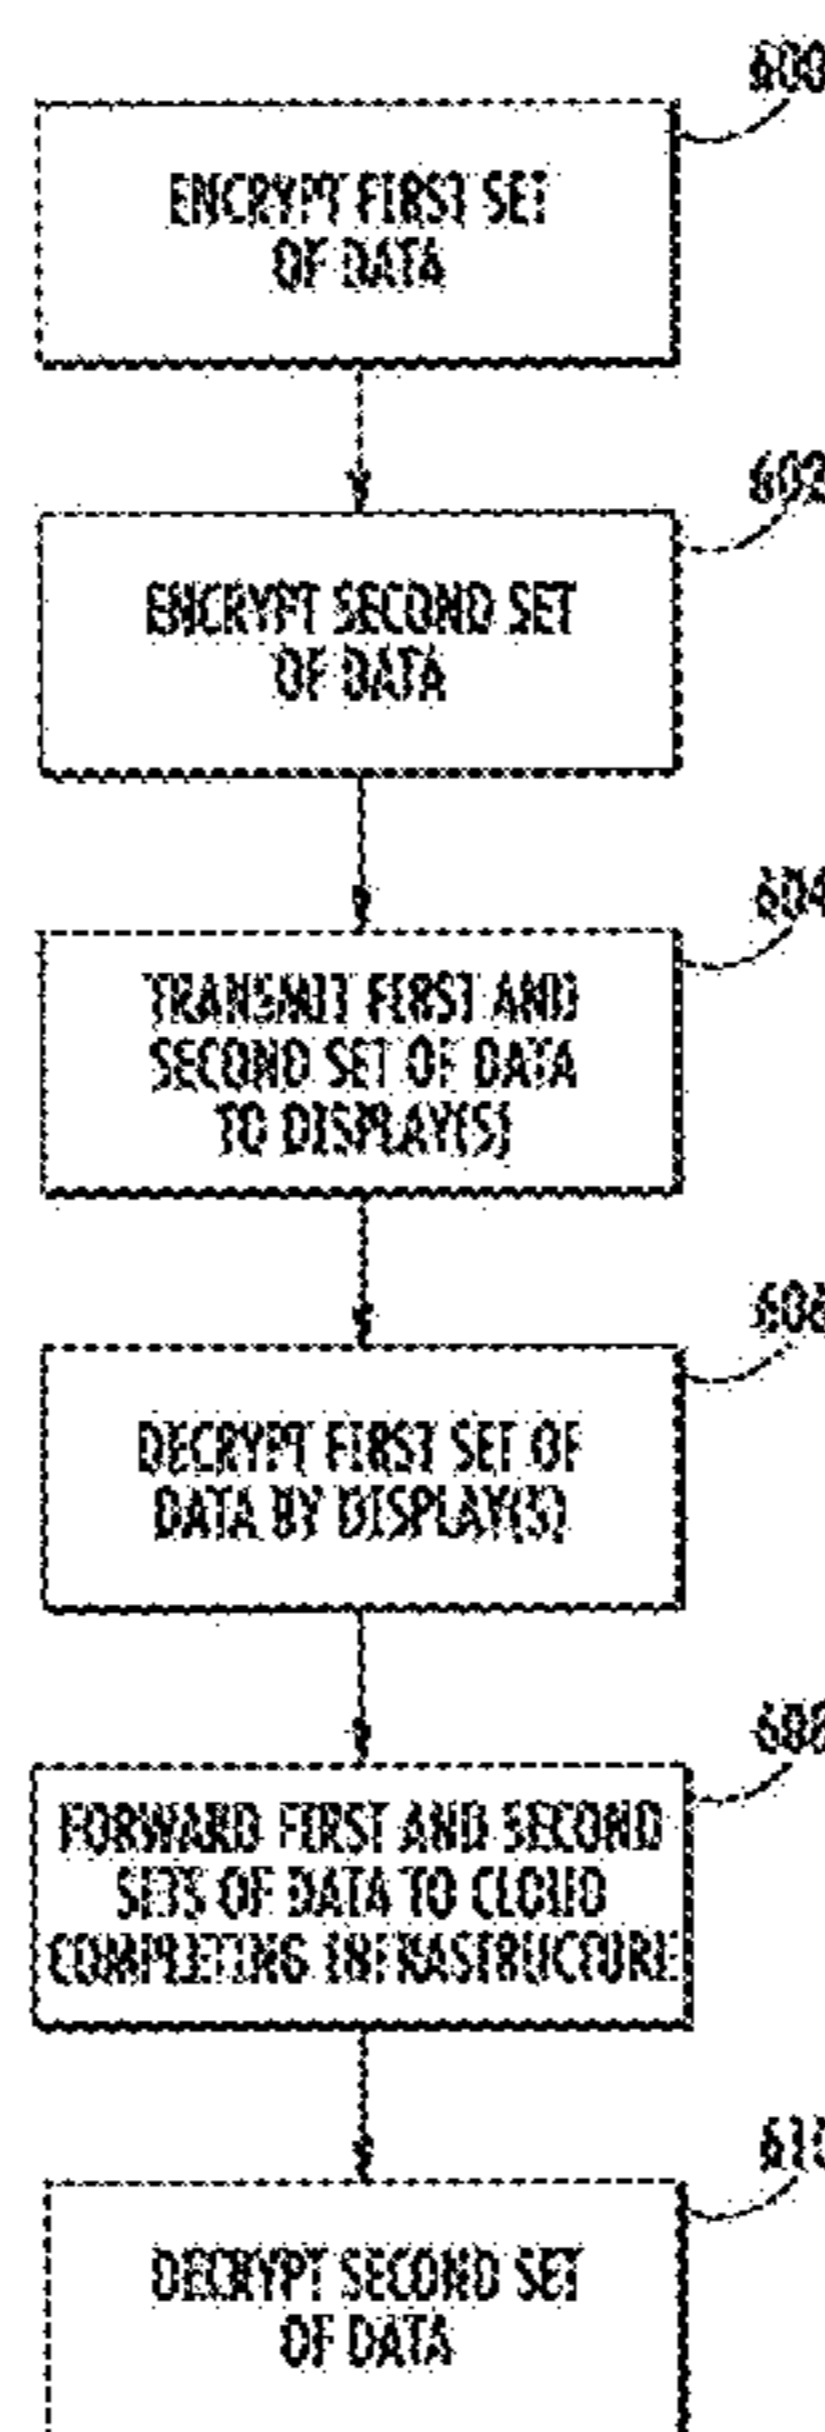 600
ENCRYPT FIRST SET
OF DATA
602
ENCRYPT SECOND SET
OF DATA
604
TRANSMIT FIRST AND
SECOND SET OF DATA
TO DISPLAY(S)
606
DECRYPT FIRST SET OF
DATA BY DISPLAY(S)
608
FORWARD FIRST AND SECOND
SETS OF DATA TO CLOUD
COMPLETING INFRASTRUCTURE
610
DECRYPT SECOND SET
OF DATA